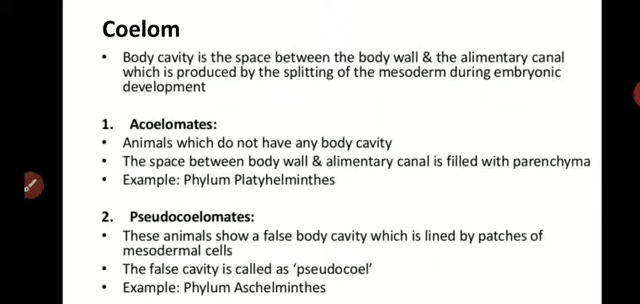 Coelom
• Body cavity is the space between the body wall & the alimentary canal
which is produced by the splitting of the mesoderm during embryonic
development
1. Acoelomates:
• Animals which do not have any body cavity
• The space between body wall & alimentary canal is filled with parenchyma
• Example: Phylum Platyhelminthes
2. Pseudocoelomates:
• These animals show a false body cavity which is lined by patches of
mesodermal cells
• The false cavity is called as ‘pseudocoel’
• Example: Phylum Aschelminthes